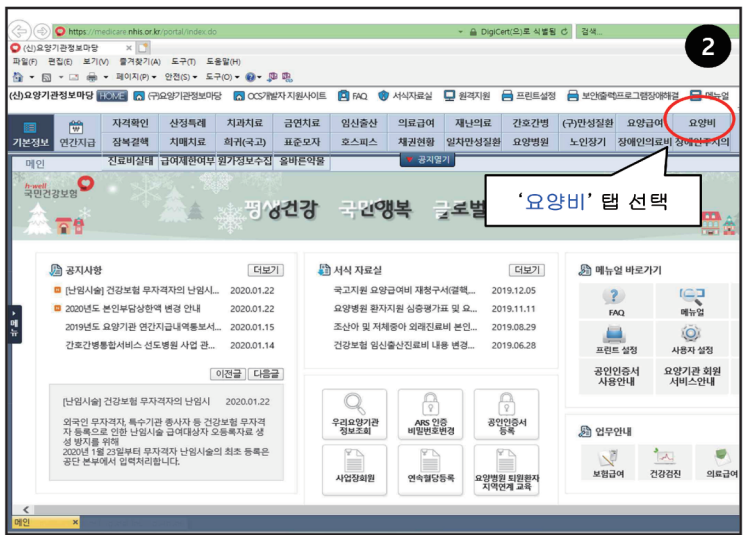 https://medicare.nhis.or.kr/portal/index.do
DigiCert(으)로 식별됨
검색...
(신)요양기관정보마당
파일(F) 편집(E) 보기(V) 즐겨찾기(A) 도구(T) 도움말(H)
페이지(P) 안전(S) 도구(O)
2
(신)요양기관정보마당 HOME (구)요양기관정보마당 OCS개발자 지원사이트 FAQ 서식자료실 원격지원 프린트설정 보안(출력)프로그램장애해결 메뉴얼
기본정보 연간지급
자격확인 산정특례 치과치료 금연치료 임신출산 의료급여 재난의료 간호간병 (구)만성질환 요양급여 요양비
잠복결핵 치매치료 희귀(국고) 표준모자 호스피스 채권현황 일차만성질환 요양병원 노인장기 장애인의료비 장애인주치의
진료비실태 급여제한여부 원가정보수집 올바른약물
메인
공지열기
h-well
국민건강보험
평생건강 국민행복 글로벌
'요양비' 탭 선택
공지사항 더보기
[난임시술] 건강보험 무자격자의 난임시... 2020.01.22
2020년도 본인부담상한액 변경 안내 2020.01.22
2019년도 요양기관 연간지급내역통보서... 2020.01.15
간호간병통합서비스 선도병원 사업 관... 2020.01.14
이전글 다음글
[난임시술] 건강보험 무자격자의 난임시 2020.01.22
외국인 무자격자, 특수기관 종사자 등 건강보험 무자격
자 등록으로 인한 난임시술 급여대상자 오등록자료 생
성 방지를 위해
2020년 1월 23일부터 무자격자 난임시술의 최초 등록은
공단 본부에서 입력처리합니다.
서식 자료실 더보기
국고지원 요양급여비 재청구서(결핵,... 2019.12.05
요양병원 환자지원 심층평가표 및 요... 2019.11.11
조산아 및 저체중아 외래진료비 본인... 2019.08.29
건강보험 임신출산진료비 내용 변경... 2019.06.28
우리요양기관
정보조회
ARS 인증
비밀번호변경
공인인증서
등록
사업장회원
연속혈당등록
요양병원 퇴원환자
지역연계 교육
메뉴얼 바로가기
FAQ
메뉴얼
프린트 설정
사용자 설정
공인인증서
사용안내
요양기관 회원
서비스안내
업무안내
보험급여
건강검진
의료급여
메뉴
메인